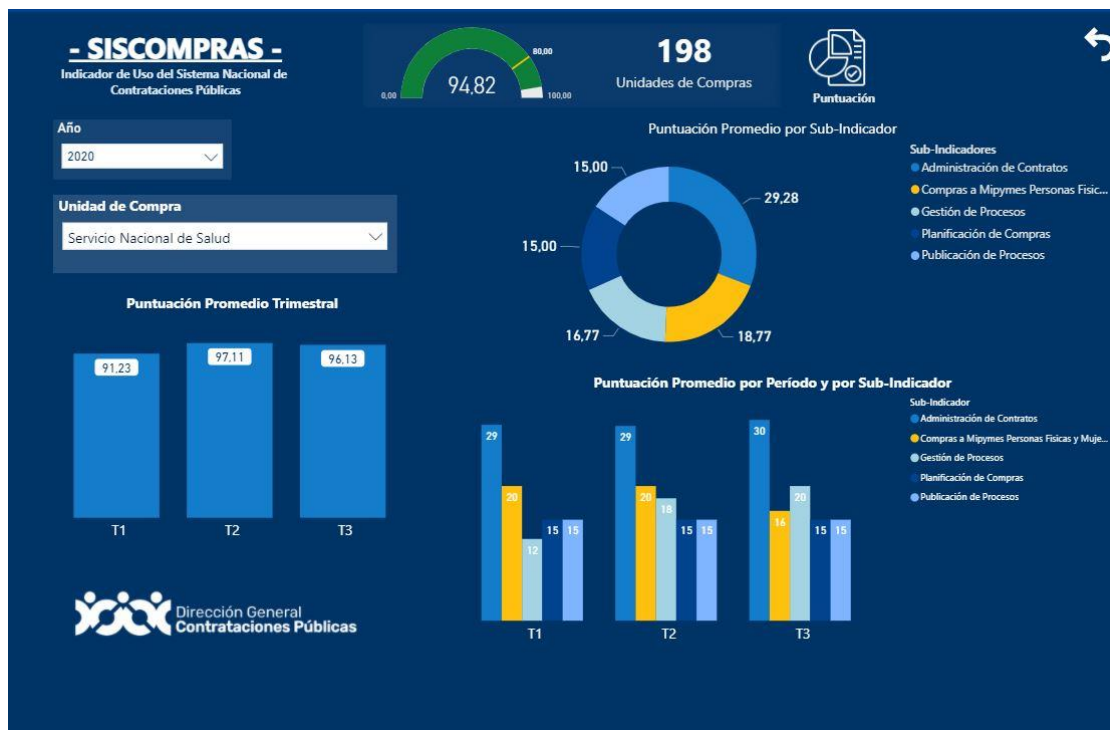 - SISCOMPRAS -
Indicador de Uso del Sistema Nacional de
Contrataciones Públicas
0,00
94,82
80,00
100,00
198
Unidades de Compras
Puntuación
Año
2020
Unidad de Compra
Servicio Nacional de Salud
Puntuación Promedio por Sub-Indicador
15,00
29,28
15,00
16,77
18,77
Sub-Indicadores
Administración de Contratos
Compras a Mipymes Personas Fisic...
Gestión de Procesos
Planificación de Compras
Publicación de Procesos
Puntuación Promedio Trimestral
91,23
97,11
96,13
T1
T2
T3
Puntuación Promedio por Período y por Sub-Indicador
29
20
12
15
15
29
20
18
15
15
30
16
20
15
15
T1
T2
T3
Sub-Indicador
Administración de Contratos
Compras a Mipymes Personas Fisicas y Muje...
Gestión de Procesos
Planificación de Compras
Publicación de Procesos
Dirección General
Contrataciones Públicas